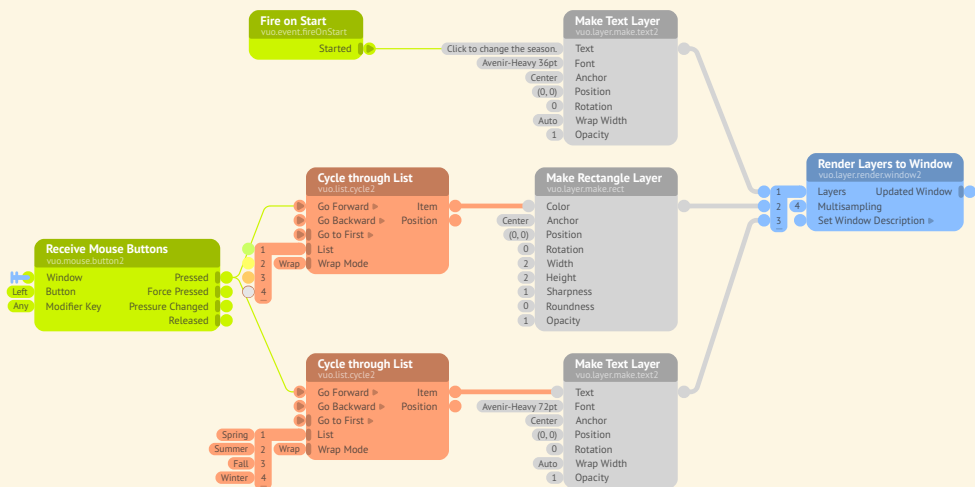 Fire on Start
vuo.event.fireOnStart
Started
Make Text Layer
vuo.layer.make.text2
Click to change the season. Text
Avenir-Heavy 36pt Font
Center Anchor
(0, 0) Position
0 Rotation
Auto Wrap Width
1 Opacity
Cycle through List
vuo.list.cycle2
Go Forward Item
Go Backward Position
Go to First
1 List
2 Wrap Wrap Mode
3
4
...
Make Rectangle Layer
vuo.layer.make.rect
Color
Center Anchor
(0, 0) Position
0 Rotation
2 Width
2 Height
1 Sharpness
0 Roundness
1 Opacity
Render Layers to Window
vuo.layer.render.window2
1 Layers Updated Window
2 4 Multisampling
3 Set Window Description
...
Receive Mouse Buttons
vuo.mouse.button2
Window Pressed
Left Button Force Pressed
Any Modifier Key Pressure Changed
Released
Cycle through List
vuo.list.cycle2
Go Forward Item
Go Backward Position
Go to First
Spring 1 List
Summer 2 Wrap Wrap Mode
Fall 3
Winter 4
Make Text Layer
vuo.layer.make.text2
Text
Avenir-Heavy 72pt Font
Center Anchor
(0, 0) Position
0 Rotation
Auto Wrap Width
1 Opacity